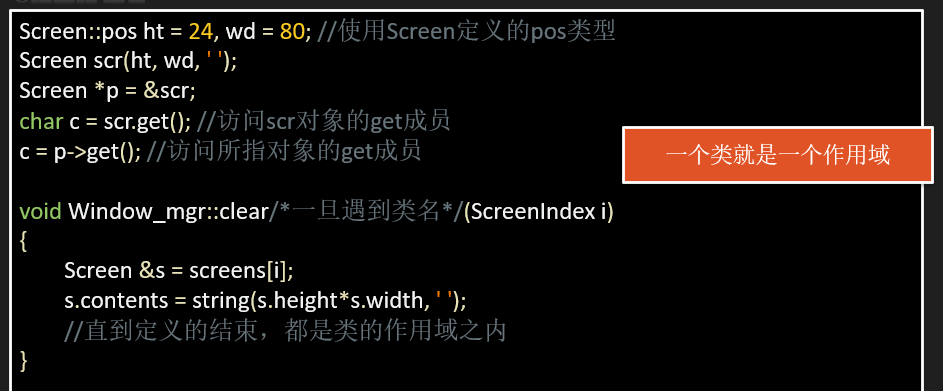 Screen::pos ht = 24, wd = 80; //使用Screen定义的pos类型
Screen scr(ht, wd, ' ');
Screen *p = &scr;
char c = scr.get(); //访问scr对象的get成员
c = p->get(); //访问所指对象的get成员
一个类就是一个作用域
void Window_mgr::clear/*一旦遇到类名*/(ScreenIndex i)
{
    Screen &s = screens[i];
    s.contents = string(s.height*s.width, ' ');
    //直到定义的结束，都是类的作用域之内
}